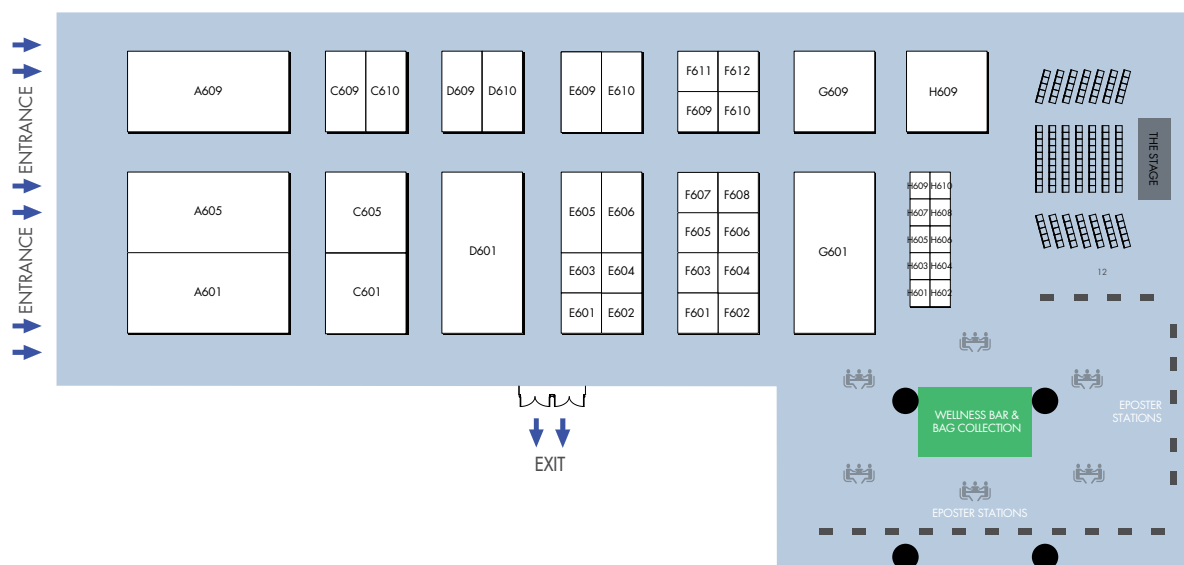 ENTRANCE
ENTRANCE
A609
C609
C610
D609
D610
E609
E610
F611
F612
F609
F610
G609
H609
THE STAGE
A605
A601
C605
C601
D601
E605
E606
E603
E604
E601
E602
F607
F608
F605
F606
F603
F604
F601
F602
G601
H609
H610
H607
H608
H605
H606
H603
H604
H601
H602
12
EXIT
WELLNESS BAR &
BAG COLLECTION
EPOSTER
STATIONS
EPOSTER STATIONS